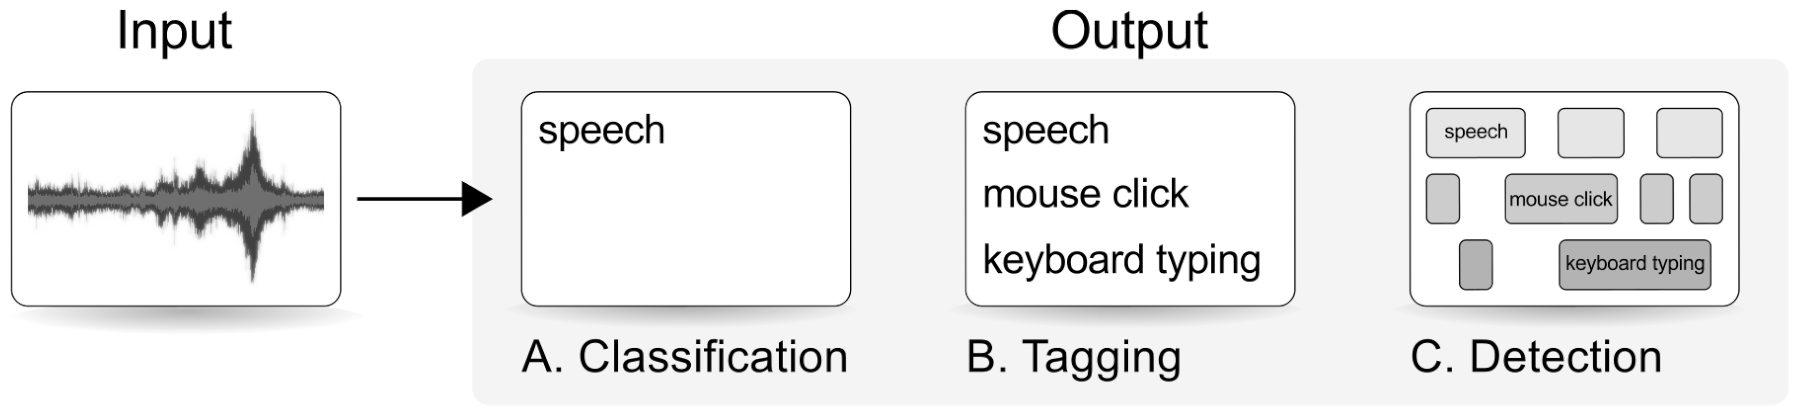 Input
Output
speech
speech
mouse click
keyboard typing
speech
mouse click
keyboard typing
A. Classification
B. Tagging
C. Detection